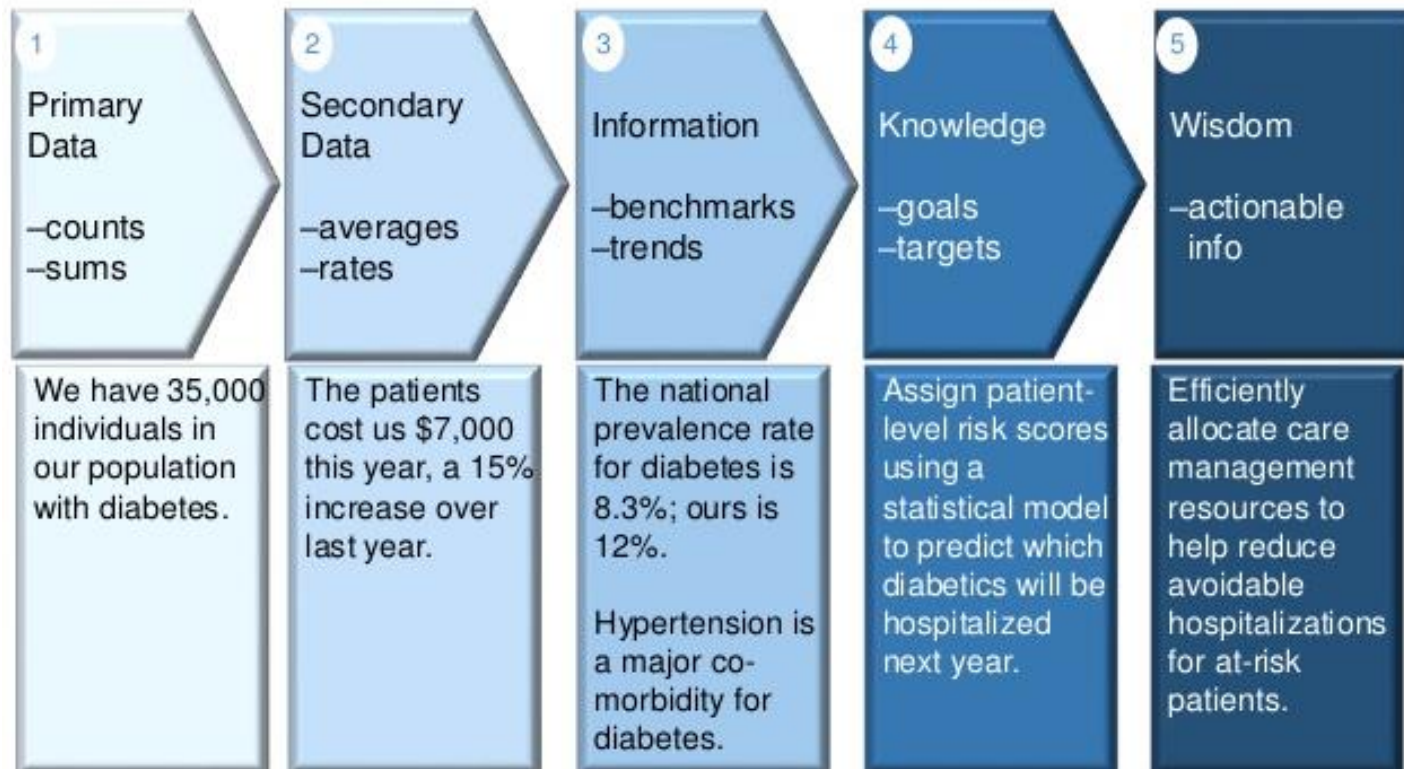 1
Primary
Data
–counts
–sums
We have 35,000
individuals in
our population
with diabetes.
2
Secondary
Data
–averages
–rates
The patients
cost us $7,000
this year, a 15%
increase over
last year.
3
Information
–benchmarks
–trends
The national
prevalence rate
for diabetes is
8.3%; ours is
12%.
Hypertension is
a major co-
morbidity for
diabetes.
4
Knowledge
–goals
–targets
Assign patient-
level risk scores
using a
statistical model
to predict which
diabetics will be
hospitalized
next year.
5
Wisdom
–actionable
info
Efficiently
allocate care
management
resources to
help reduce
avoidable
hospitalizations
for at-risk
patients.